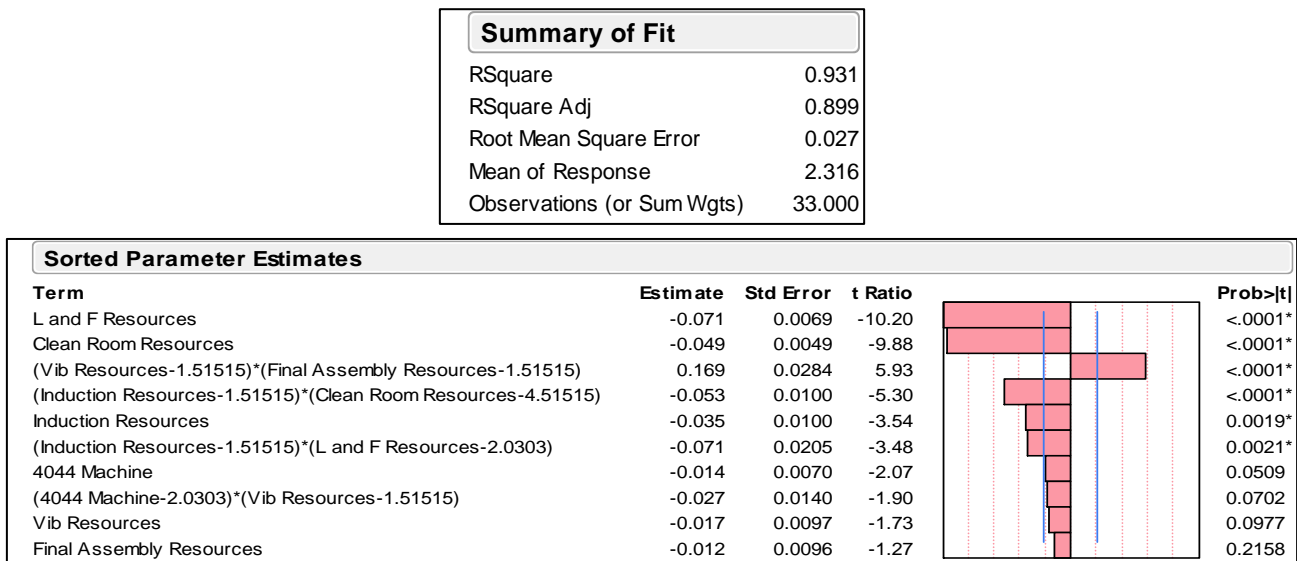 Summary of Fit
RSquare 0.931
RSquare Adj 0.899
Root Mean Square Error 0.027
Mean of Response 2.316
Observations (or Sum Wgts) 33.000
Sorted Parameter Estimates
Term Estimate Std Error t Ratio Prob>|t|
L and F Resources -0.071 0.0069 -10.20 <.0001*
Clean Room Resources -0.049 0.0049 -9.88 <.0001*
(Vib Resources-1.51515)*(Final Assembly Resources-1.51515) 0.169 0.0284 5.93 <.0001*
(Induction Resources-1.51515)*(Clean Room Resources-4.51515) -0.053 0.0100 -5.30 <.0001*
Induction Resources -0.035 0.0100 -3.54 0.0019*
(Induction Resources-1.51515)*(L and F Resources-2.0303) -0.071 0.0205 -3.48 0.0021*
4044 Machine -0.014 0.0070 -2.07 0.0509
(4044 Machine-2.0303)*(Vib Resources-1.51515) -0.027 0.0140 -1.90 0.0702
Vib Resources -0.017 0.0097 -1.73 0.0977
Final Assembly Resources -0.012 0.0096 -1.27 0.2158